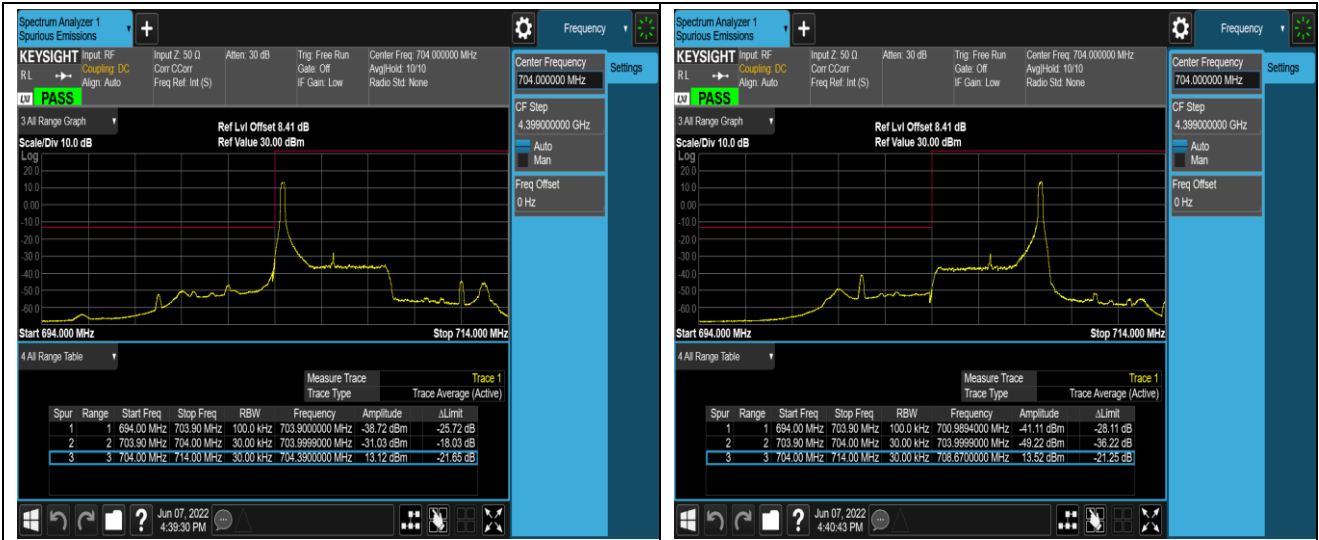 Spectrum Analyzer 1
Spurious Emissions
+
Frequency
KEYSIGHT Input: RF Input Z: 50 Ω Atten: 30 dB Trig: Free Run Center Freq: 704.000000 MHz
RL Coupling: DC Corr CCorr Gate: Off Avg|Hold: 10/10
Align: Auto Freq Ref: Int (S) IF Gain: Low Radio Std: None
LXI PASS
Center Frequency
704.000000 MHz
Settings
CF Step
4.399000000 GHz
Auto
Man
Freq Offset
0 Hz
3 All Range Graph
Ref Lvl Offset 8.41 dB
Scale/Div 10.0 dB Ref Value 30.00 dBm
Log
20.0
10.0
0.00
-10.0
-20.0
-30.0
-40.0
-50.0
-60.0
Start 694.000 MHz Stop 714.000 MHz
4 All Range Table
Measure Trace Trace 1
Trace Type Trace Average (Active)
Spur Range Start Freq Stop Freq RBW Frequency Amplitude ΔLimit
1 1 694.00 MHz 703.90 MHz 100.0 kHz 703.9000000 MHz -38.72 dBm -25.72 dB
2 2 703.90 MHz 704.00 MHz 30.00 kHz 703.9999000 MHz -31.03 dBm -18.03 dB
3 3 704.00 MHz 714.00 MHz 30.00 kHz 704.3900000 MHz 13.12 dBm -21.65 dB
?
Jun 07, 2022
4:39:30 PM
Spectrum Analyzer 1
Spurious Emissions
+
Frequency
KEYSIGHT Input: RF Input Z: 50 Ω Atten: 30 dB Trig: Free Run Center Freq: 704.000000 MHz
RL Coupling: DC Corr CCorr Gate: Off Avg|Hold: 10/10
Align: Auto Freq Ref: Int (S) IF Gain: Low Radio Std: None
LXI PASS
Center Frequency
704.000000 MHz
Settings
CF Step
4.399000000 GHz
Auto
Man
Freq Offset
0 Hz
3 All Range Graph
Ref Lvl Offset 8.41 dB
Scale/Div 10.0 dB Ref Value 30.00 dBm
Log
20.0
10.0
0.00
-10.0
-20.0
-30.0
-40.0
-50.0
-60.0
Start 694.000 MHz Stop 714.000 MHz
4 All Range Table
Measure Trace Trace 1
Trace Type Trace Average (Active)
Spur Range Start Freq Stop Freq RBW Frequency Amplitude ΔLimit
1 1 694.00 MHz 703.90 MHz 100.0 kHz 700.9894000 MHz -41.11 dBm -28.11 dB
2 2 703.90 MHz 704.00 MHz 30.00 kHz 703.9999000 MHz -49.22 dBm -36.22 dB
3 3 704.00 MHz 714.00 MHz 30.00 kHz 708.6700000 MHz 13.52 dBm -21.25 dB
?
Jun 07, 2022
4:40:43 PM